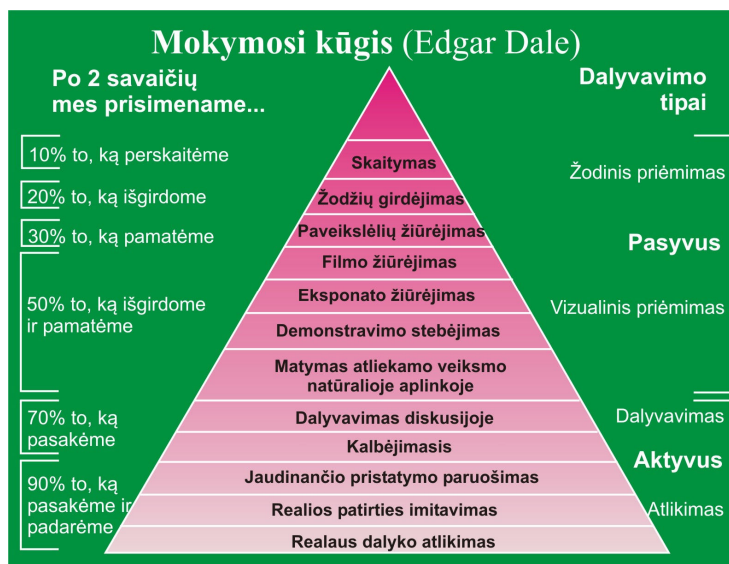 Mokymosi kūgis (Edgar Dale)
Po 2 savaičių
mes prisimename...
10% to, ką perskaitėme
20% to, ką išgirdome
30% to, ką pamatėme
50% to, ką išgirdome
ir pamatėme
70% to, ką
pasakėme
90% to, ką
pasakėme ir
padarėme
Skaitymas
Žodžių girdėjimas
Paveikslėlių žiūrėjimas
Filmo žiūrėjimas
Eksponato žiūrėjimas
Demonstravimo stebėjimas
Matymas atliekamo veiksmo
natūralioje aplinkoje
Dalyvavimas diskusijoje
Kalbėjimasis
Jaudinančio pristatymo paruošimas
Realios patirties imitavimas
Realaus dalyko atlikimas
Dalyvavimo
tipai
Žodinis priėmimas
Pasyvus
Vizualinis priėmimas
Dalyvavimas
Aktyvus
Atlikimas